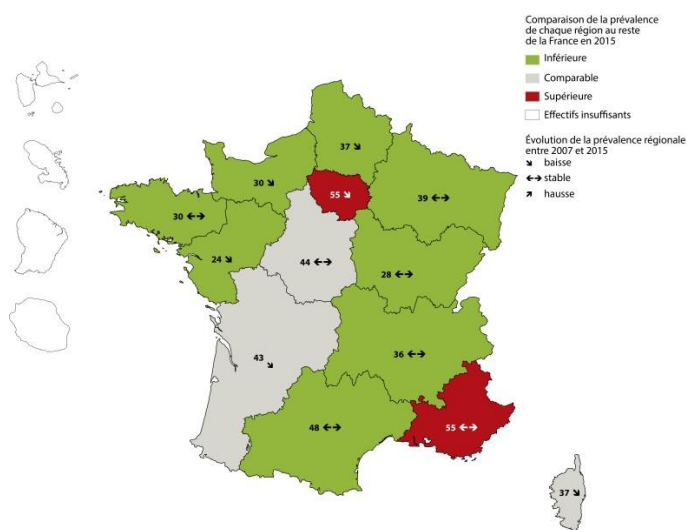 Comparaison de la prévalence
de chaque région au reste
de la France en 2015
Inférieure
Comparable
Supérieure
Effectifs insuffisants
Évolution de la prévalence régionale
entre 2007 et 2015
↘ baisse
↔ stable
↗ hausse
37 ↘
30 ↘
55 ↘
39 ↔
30 ↔
24 ↘
44 ↔
28 ↔
43 ↘
36 ↔
48 ↔
55 ↔
37 ↘